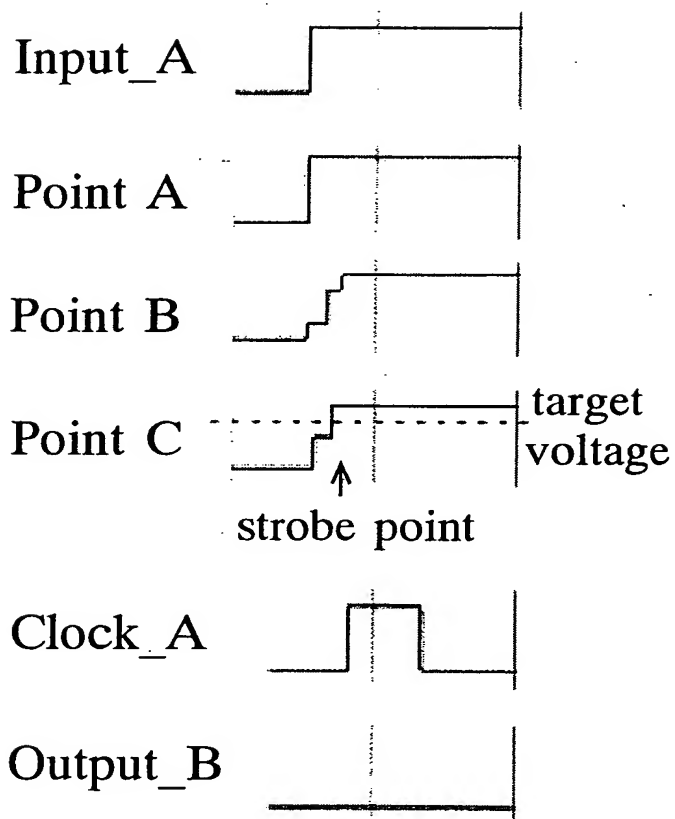 Input_A
Point A
Point B
Point C
target
voltage
strobe point
Clock_A
Output_B